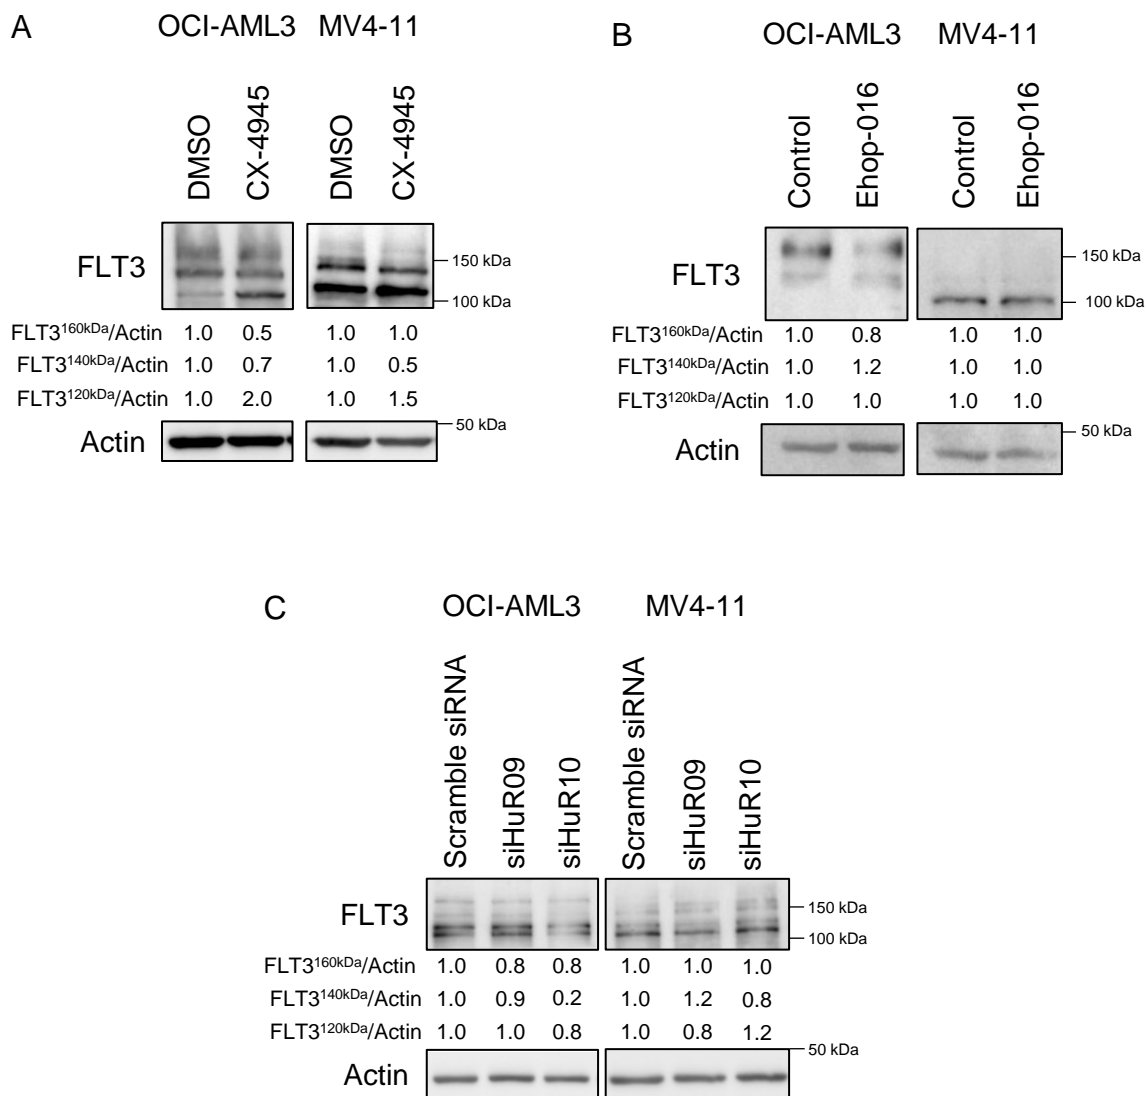 A
OCI-AML3 MV4-11
DMSO
CX-4945
DMSO
CX-4945
FLT3
150 kDa
100 kDa
FLT3160kDa/Actin 1.0 0.5 1.0 1.0
FLT3140kDa/Actin 1.0 0.7 1.0 0.5
FLT3120kDa/Actin 1.0 2.0 1.0 1.5
50 kDa
Actin
B
OCI-AML3 MV4-11
Control
Ehop-016
Control
Ehop-016
FLT3
150 kDa
100 kDa
FLT3160kDa/Actin 1.0 0.8 1.0 1.0
FLT3140kDa/Actin 1.0 1.2 1.0 1.0
FLT3120kDa/Actin 1.0 1.0 1.0 1.0
50 kDa
Actin
C
OCI-AML3 MV4-11
Scramble siRNA
siHuR09
siHuR10
Scramble siRNA
siHuR09
siHuR10
FLT3
150 kDa
100 kDa
FLT3160kDa/Actin 1.0 0.8 0.8 1.0 1.0 1.0
FLT3140kDa/Actin 1.0 0.9 0.2 1.0 1.2 0.8
FLT3120kDa/Actin 1.0 1.0 0.8 1.0 0.8 1.2
50 kDa
Actin